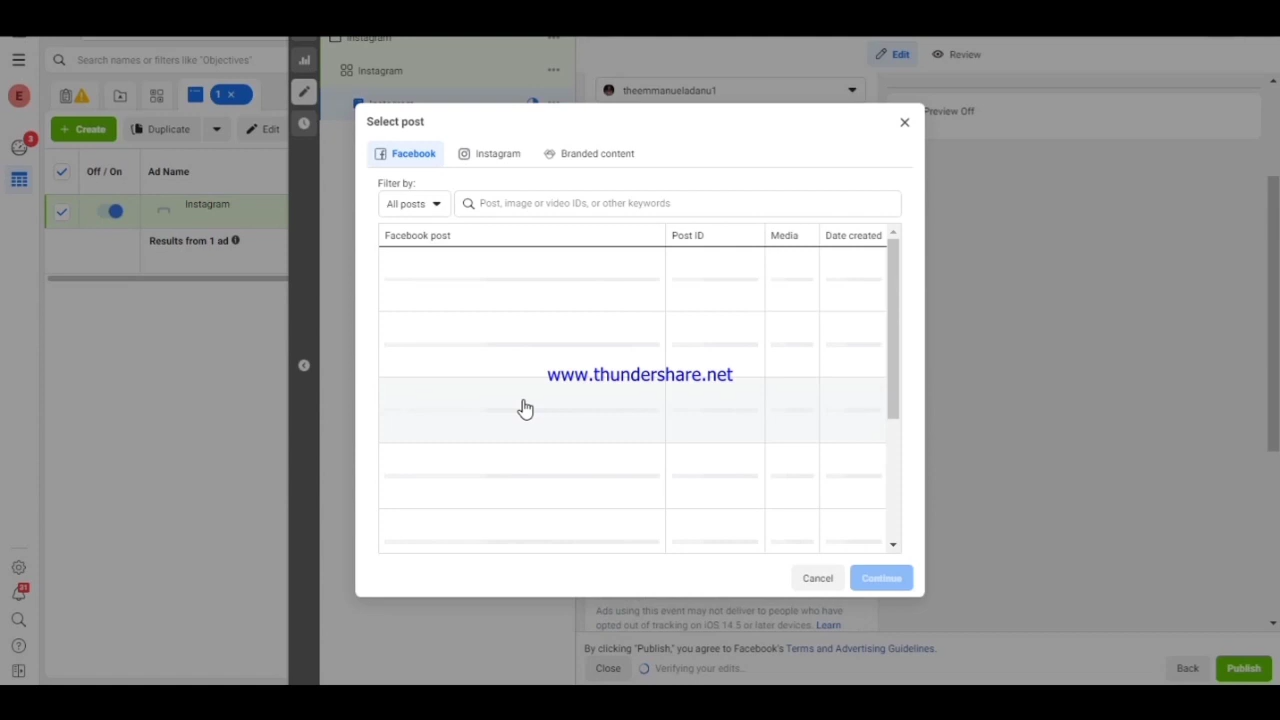 Instagram
Edit
Review
Search names or filters like "Objectives"
Instagram
E
1 ×
theemmanueladanu1
Preview Off
Select post
+ Create
Duplicate
Edit
3
Facebook
Instagram
Branded content
Off / On
Ad Name
Filter by:
All posts
Post, image or video IDs, or other keywords
Instagram
Facebook post
Post ID
Media
Date created
Results from 1 ad
www.thundershare.net
Cancel
Continue
31
Ads using this event may not deliver to people who have
opted out of tracking on iOS 14.5 or later devices. Learn
By clicking "Publish," you agree to Facebook's Terms and Advertising Guidelines.
Close
Verifying your edits...
Back
Publish